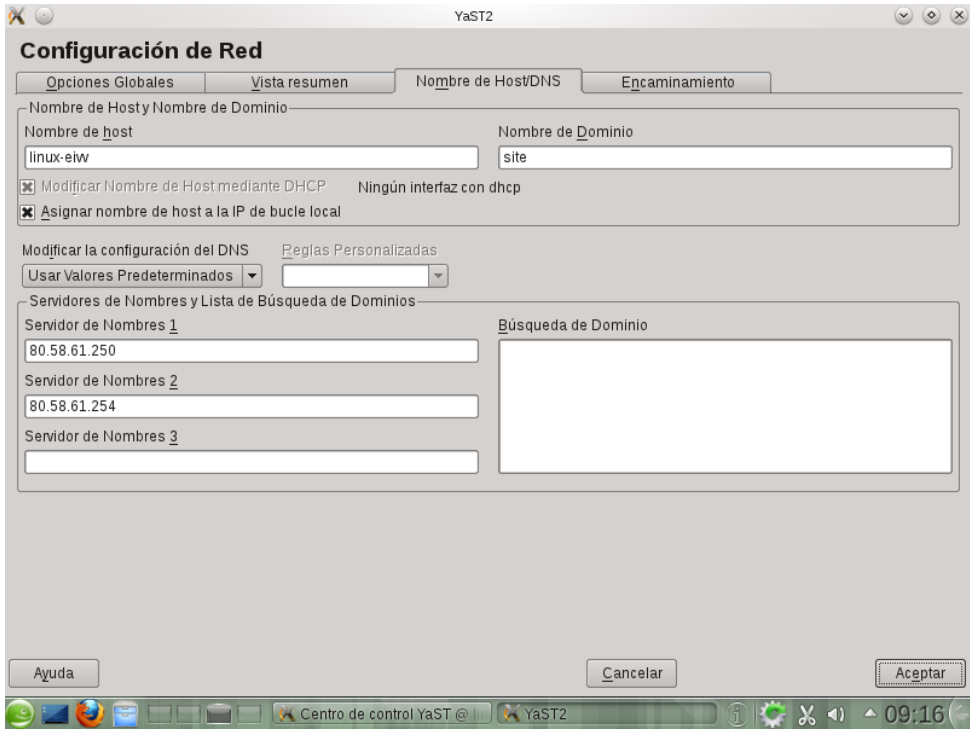 YaST2
Configuración de Red
Opciones Globales
Vista resumen
Nombre de Host/DNS
Encaminamiento
Nombre de Host y Nombre de Dominio
Nombre de host
Nombre de Dominio
linux-eivv
site
Modificar Nombre de Host mediante DHCP
Ningún interfaz con dhcp
Asignar nombre de host a la IP de bucle local
Modificar la configuración del DNS
Reglas Personalizadas
Usar Valores Predeterminados
Servidores de Nombres y Lista de Búsqueda de Dominios
Servidor de Nombres 1
Búsqueda de Dominio
80.58.61.250
Servidor de Nombres 2
80.58.61.254
Servidor de Nombres 3
Ayuda
Cancelar
Aceptar
Centro de control YaST @
YaST2
09:16